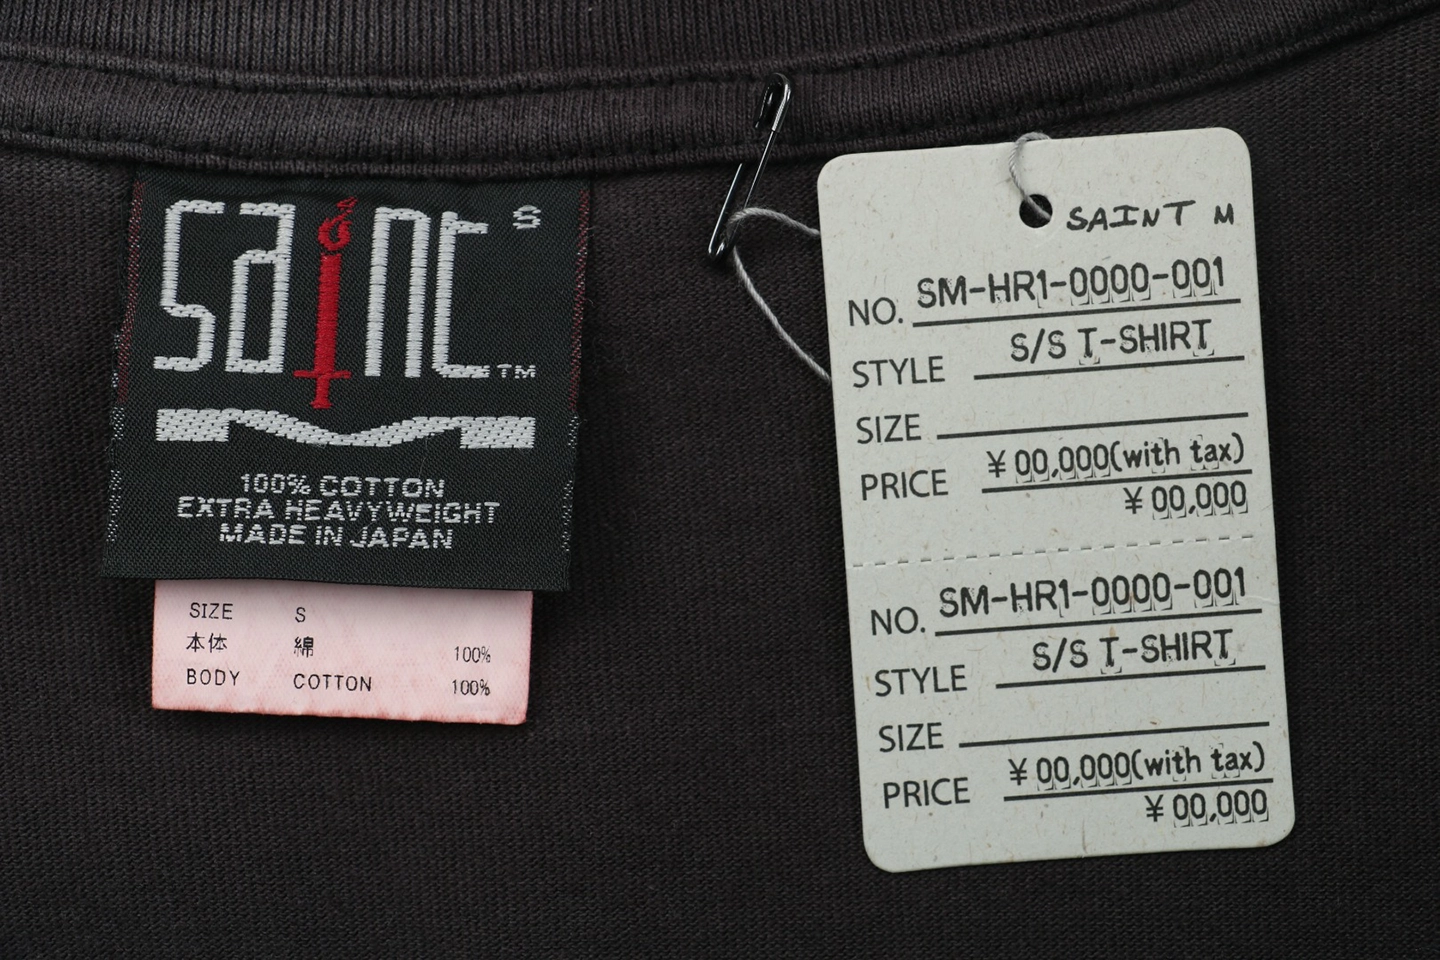 saint S
TM
100% COTTON
EXTRA HEAVYWEIGHT
MADE IN JAPAN
SIZE S
本体 綿 100%
BODY COTTON 100%
SAINT M
NO. SM-HR1-0000-001
STYLE S/S T-SHIRT
SIZE
PRICE ¥00,000(with tax)
¥00,000
NO. SM-HR1-0000-001
STYLE S/S T-SHIRT
SIZE
PRICE ¥00,000(with tax)
¥00,000